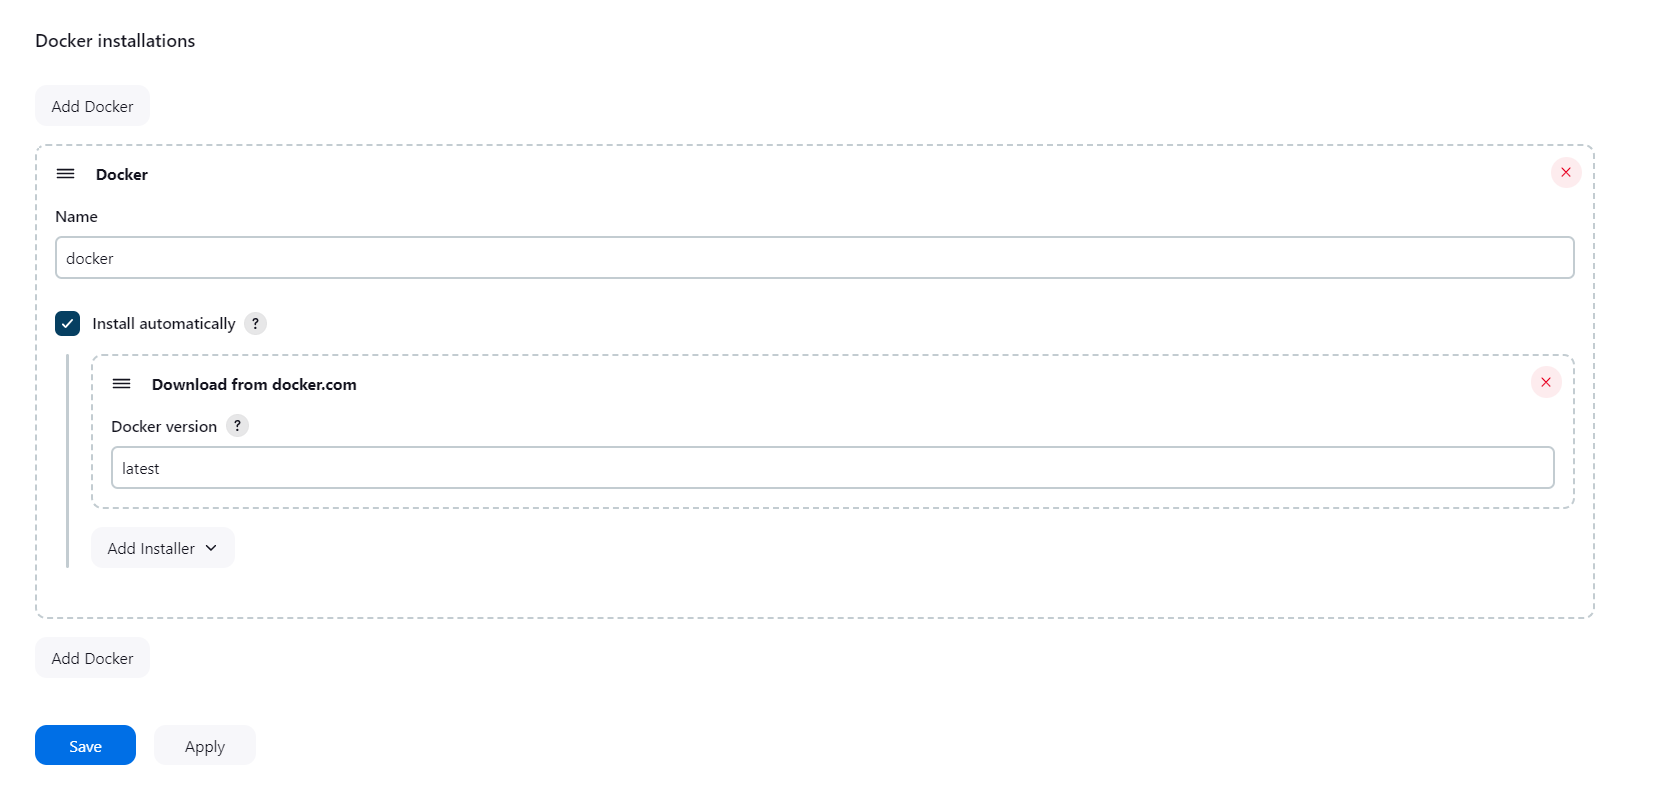 Docker installations
Add Docker
Docker
Name
docker
Install automatically ?
Download from docker.com
Docker version ?
latest
Add Installer
Add Docker
Save Apply